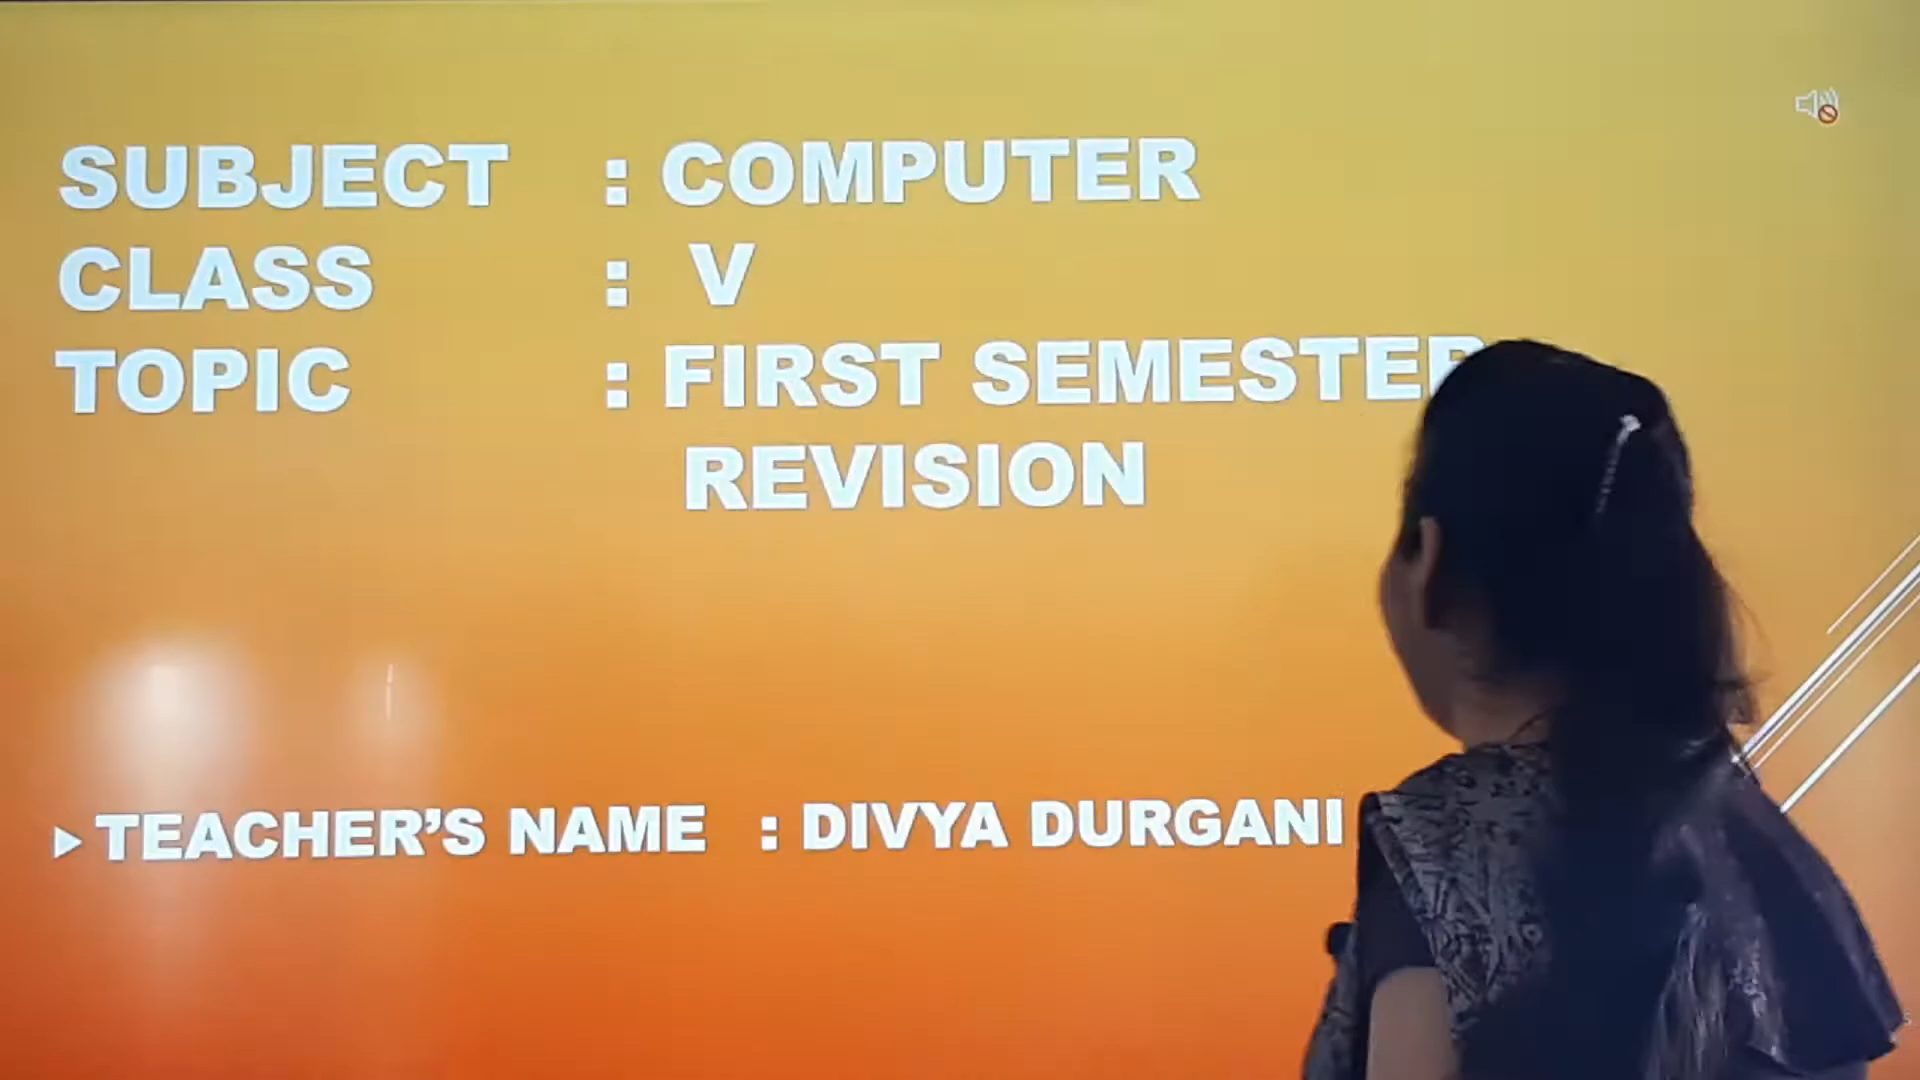 SUBJECT : COMPUTER
CLASS : V
TOPIC : FIRST SEMESTER
REVISION
TEACHER’S NAME : DIVYA DURGANI